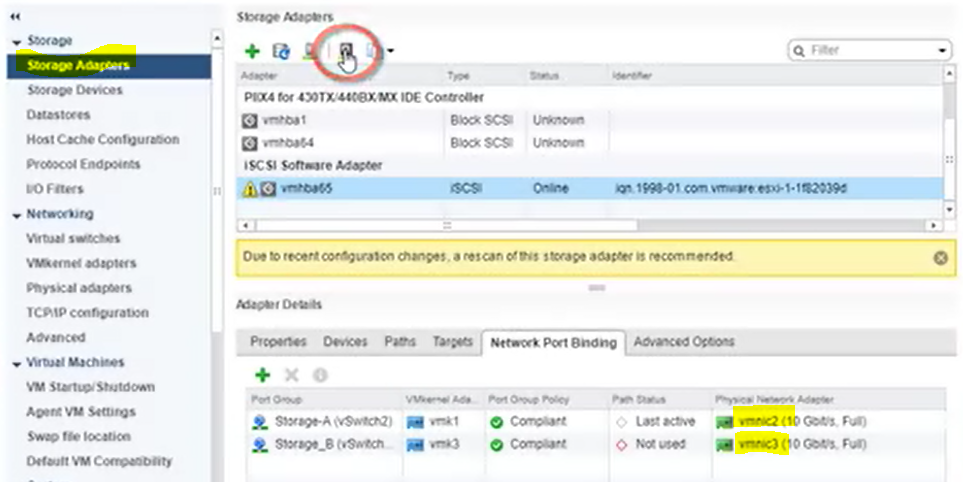 Storage
Storage Adapters
Storage Devices
Datastores
Host Cache Configuration
Protocol Endpoints
I/O Filters
Networking
Virtual switches
VMkernel adapters
Physical adapters
TCP/IP configuration
Advanced
Virtual Machines
VM Startup/Shutdown
Agent VM Settings
Swap file location
Default VM Compatibility
Storage Adapters
Filter
Adapter Type Status Identifier
PIIX4 for 430TX/440BX/MX IDE Controller
vmhba1 Block SCSI Unknown
vmhba64 Block SCSI Unknown
iSCSI Software Adapter
vmhba65 iSCSI Online iqn.1998-01.com.vmware:esxi-1-1f82039d
Due to recent configuration changes, a rescan of this storage adapter is recommended.
Adapter Details
Properties Devices Paths Targets Network Port Binding Advanced Options
Port Group VMkernel Ada... Port Group Policy Path Status Physical Network Adapter
Storage-A (vSwitch2) vmk1 Compliant Last active vmnic2 (10 Gbit/s, Full)
Storage_B (vSwitch... vmk3 Compliant Not used vmnic3 (10 Gbit/s, Full)